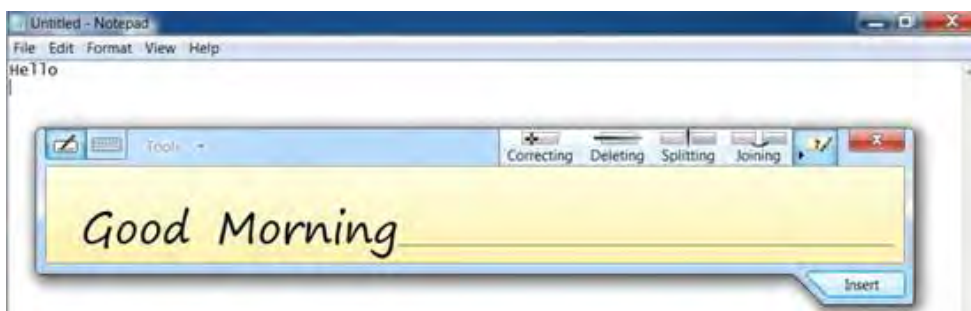 Untitled - Notepad
File Edit Format View Help
Hello
Tools
Correcting Deleting Splitting Joining
Good Morning
Insert